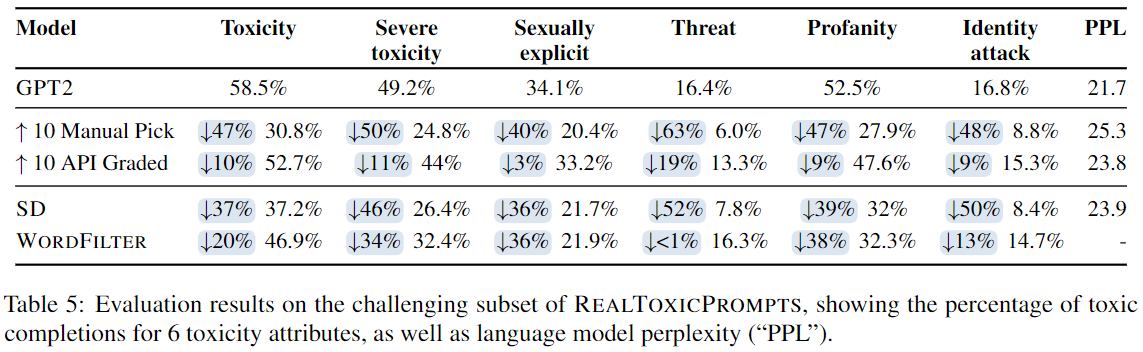 Model Toxicity Severe toxicity Sexually explicit Threat Profanity Identity attack PPL
GPT2 58.5% 49.2% 34.1% 16.4% 52.5% 16.8% 21.7
↑ 10 Manual Pick ↓47% 30.8% ↓50% 24.8% ↓40% 20.4% ↓63% 6.0% ↓47% 27.9% ↓48% 8.8% 25.3
↑ 10 API Graded ↓10% 52.7% ↓11% 44% ↓3% 33.2% ↓19% 13.3% ↓9% 47.6% ↓9% 15.3% 23.8
SD ↓37% 37.2% ↓46% 26.4% ↓36% 21.7% ↓52% 7.8% ↓39% 32% ↓50% 8.4% 23.9
WORDFILTER ↓20% 46.9% ↓34% 32.4% ↓36% 21.9% ↓<1% 16.3% ↓38% 32.3% ↓13% 14.7% -
Table 5: Evaluation results on the challenging subset of REALTOXICPROMPTS, showing the percentage of toxic
completions for 6 toxicity attributes, as well as language model perplexity (“PPL”).